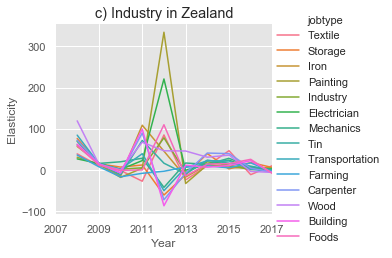 c) Industry in Zealand
jobtype
Textile
Storage
Iron
Painting
Industry
Electrician
Mechanics
Tin
Transportation
Farming
Carpenter
Wood
Building
Foods
Elasticity
300
200
100
0
−100
2007
2009
2011
2013
2015
2017
Year